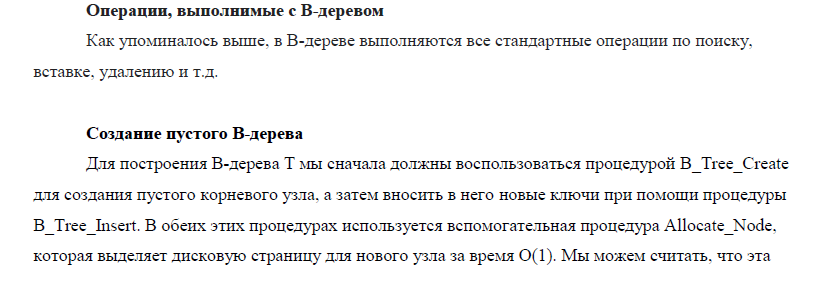 Операции, выполнимые с В-деревом
Как упоминалось выше, в В-дереве выполняются все стандартные операции по поиску,
вставке, удалению и т.д.
Создание пустого В-дерева
Для построения В-дерева Т мы сначала должны воспользоваться процедурой B_Tree_Create
для создания пустого корневого узла, а затем вносить в него новые ключи при помощи процедуры
B_Tree_Insert. В обеих этих процедурах используется вспомогательная процедура Allocate_Node,
которая выделяет дисковую страницу для нового узла за время O(1). Мы можем считать, что эта